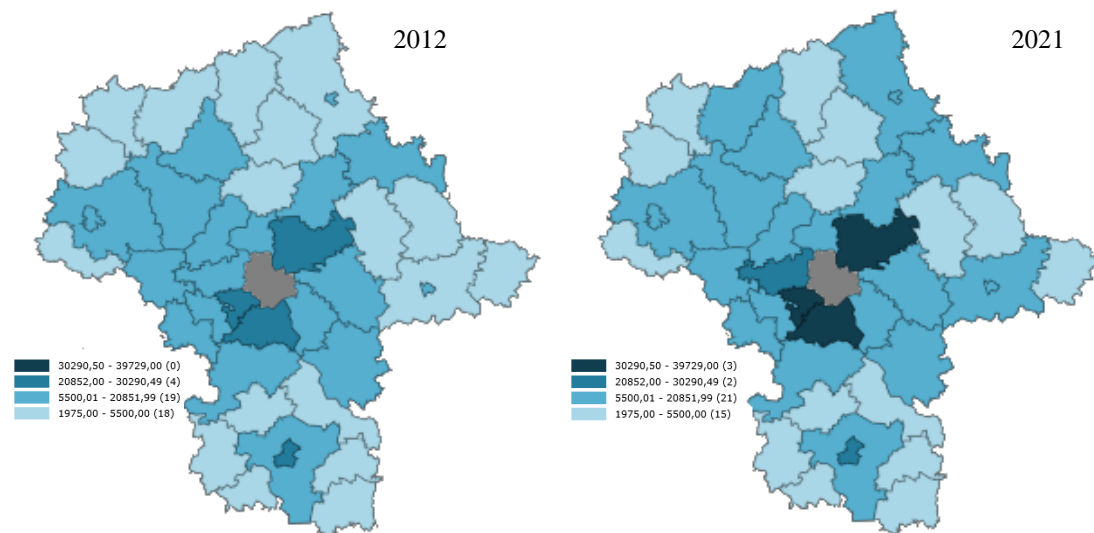 2012
2021
30290,50 - 39729,00 (0)
20852,00 - 30290,49 (4)
5500,01 - 20851,99 (19)
1975,00 - 5500,00 (18)
30290,50 - 39729,00 (3)
20852,00 - 30290,49 (2)
5500,01 - 20851,99 (21)
1975,00 - 5500,00 (15)